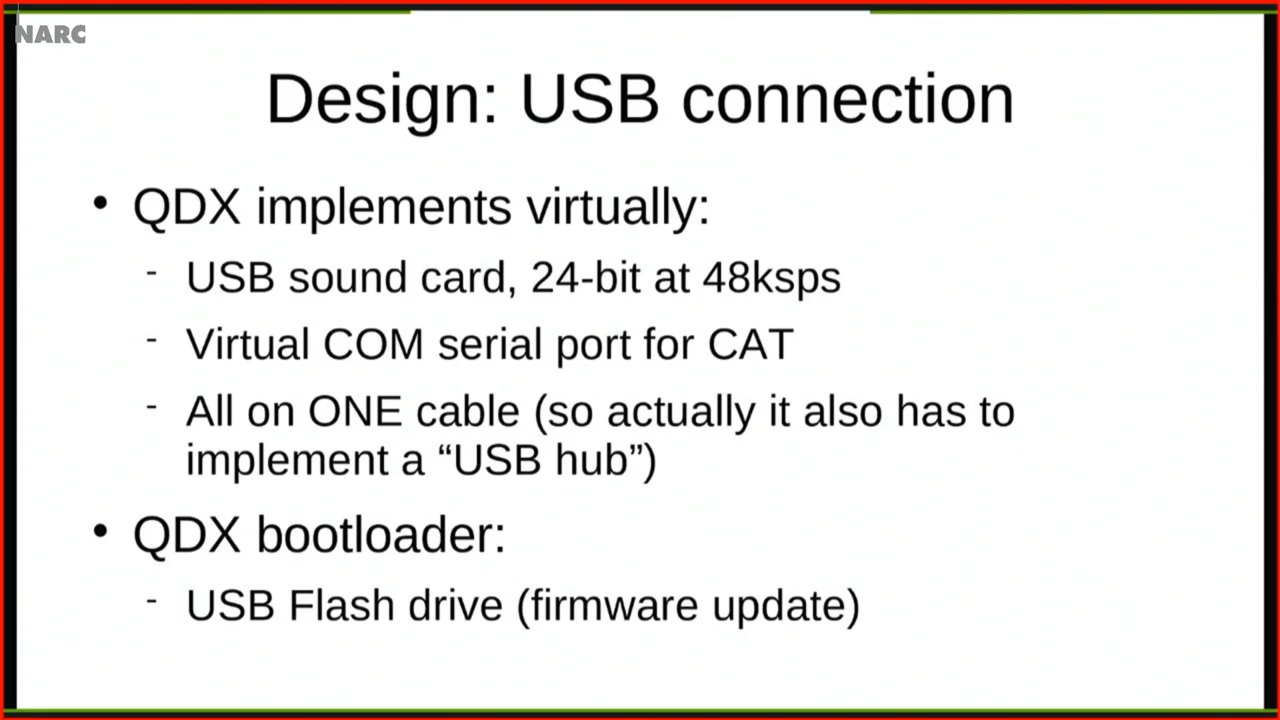 NARC
Design: USB connection
• QDX implements virtually:
- USB sound card, 24-bit at 48ksps
- Virtual COM serial port for CAT
- All on ONE cable (so actually it also has to
implement a “USB hub”)
• QDX bootloader:
- USB Flash drive (firmware update)